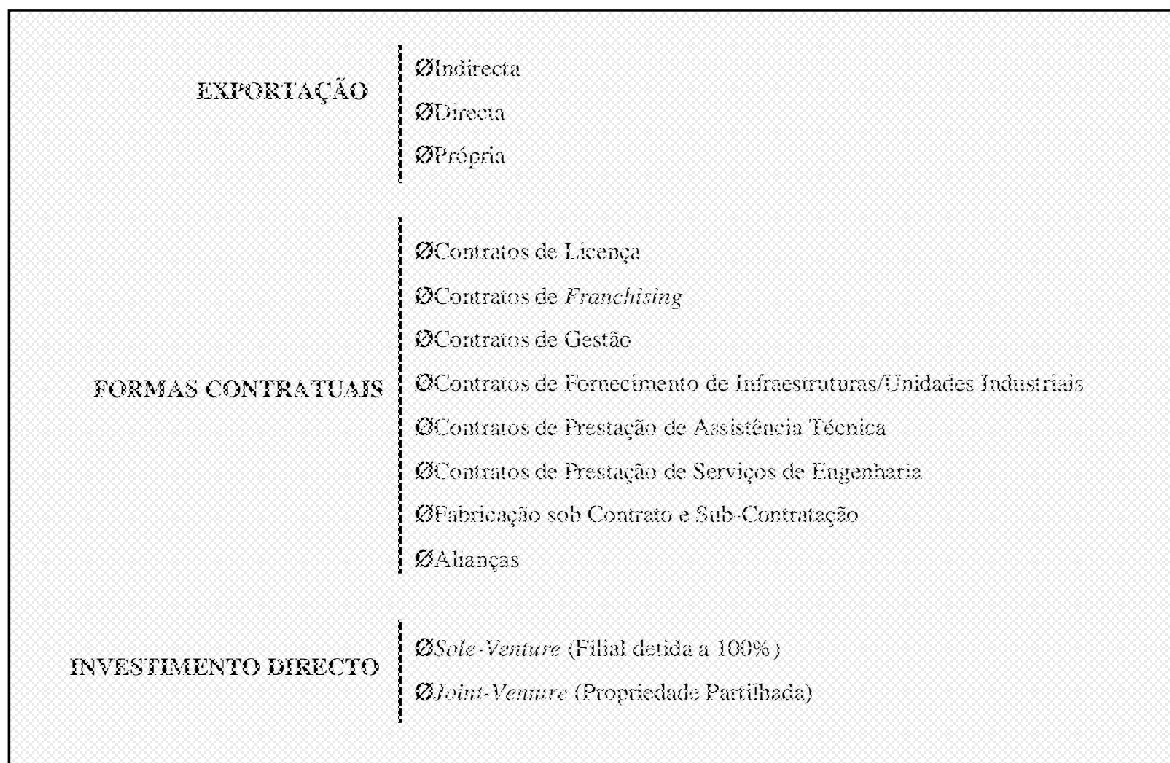 EXPORTAÇÃO
ØIndirecta
ØDirecta
ØPrópria
FORMAS CONTRATUAIS
ØContratos de Licença
ØContratos de Franchising
ØContratos de Gestão
ØContratos de Fornecimento de Infraestruturas/Unidades Industriais
ØContratos de Prestação de Assistência Técnica
ØContratos de Prestação de Serviços de Engenharia
ØFabricação sob Contrato e Sub-Contratação
ØAlianças
INVESTIMENTO DIRECTO
ØSole-Venture (Filial detida a 100%)
ØJoint-Venture (Propriedade Partilhada)